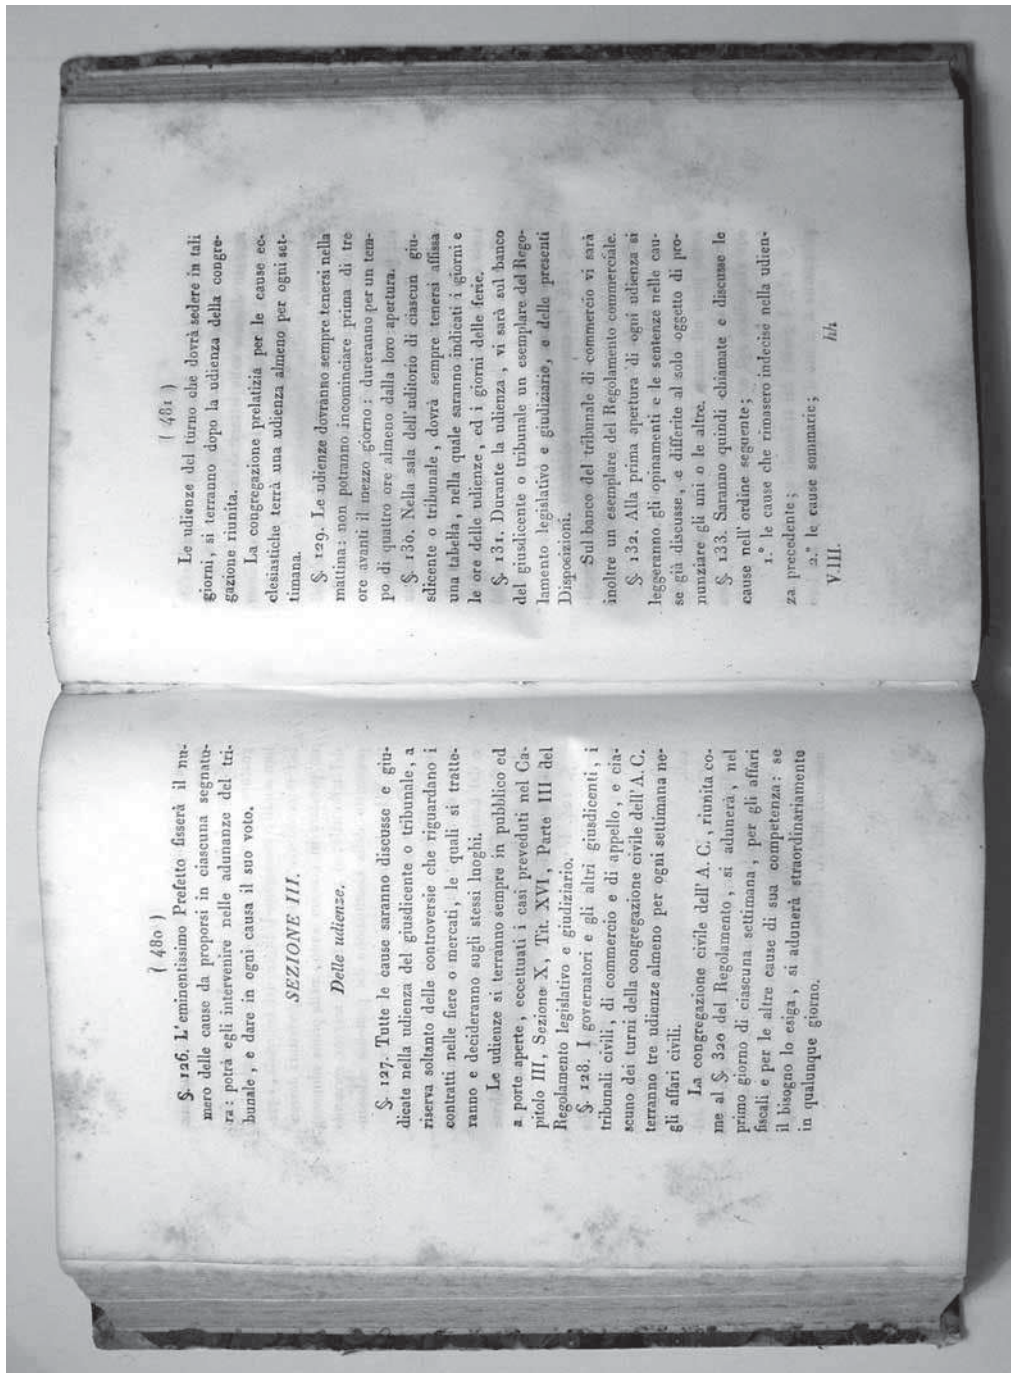 ( 480 )
§. 126. L'eminentissimo Prefetto fisserà il nu-
mero delle cause da proporsi in ciascuna segnatu-
ra: potrà egli intervenire nelle adunanze del tri-
bunale, e dare in ogni causa il suo voto.
SEZIONE III.
Delle udienze.
§. 127. Tutte le cause saranno discusse e giu-
dicate nella udienza del giusdicente o tribunale, a
riserva soltanto delle controversie che riguardano i
contratti nelle fiere o mercati, le quali si tratte-
ranno e decideranno sugli stessi luoghi.
Le udienze si terranno sempre in pubblico ed
a porte aperte, eccettuati i casi preveduti nel Ca-
pitolo III, Sezione X, Tit. XVI, Parte III del
Regolamento legislativo e giudiziario.
§. 128. I governatori e gli altri giusdicenti, i
tribunali civili, di commercio e di appello, e cia-
scuno dei turni della congregazione civile dell'A. C.
terranno tre udienze almeno per ogni settimana ne-
gli affari civili.
La congregazione civile dell'A. C., riunita co-
me al §. 320 del Regolamento, si adunerà, nel
primo giorno di ciascuna settimana, per gli affari
fiscali e per le altre cause di sua competenza: se
il bisogno lo esiga, si adunerà straordinariamente
in qualunque giorno.
( 481 )
Le udienze del turno che dovrà sedere in tali
giorni, si terranno dopo la udienza della congre-
gazione riunita.
La congregazione prelatizia per le cause ec-
clesiastiche terrà una udienza almeno per ogni set-
timana.
§. 129. Le udienze dovranno sempre tenersi nella
mattina: non potranno incominciare prima di tre
ore avanti il mezzo giorno: dureranno per un tem-
po di quattro ore almeno dalla loro apertura.
§. 130. Nella sala dell'uditorio di ciascun giu-
sdicente o tribunale, dovrà sempre tenersi affissa
una tabella, nella quale saranno indicati i giorni e
le ore delle udienze, ed i giorni delle ferie.
§. 131. Durante la udienza, vi sarà sul banco
del giusdicente o tribunale un esemplare del Rego-
lamento legislativo e giudiziario, e delle presenti
Disposizioni.
Sul banco del tribunale di commercio vi sarà
inoltre un esemplare del Regolamento commerciale.
§. 132. Alla prima apertura di ogni udienza si
leggeranno gli opinamenti e le sentenze nelle cau-
se già discusse, e differite al solo oggetto di pro-
nunziare gli uni o le altre.
§. 133. Saranno quindi chiamate e discusse le
cause nell'ordine seguente;
1.° le cause che rimasero indecise nella udien-
za precedente;
2.° le cause sommarie;
V.III. hh